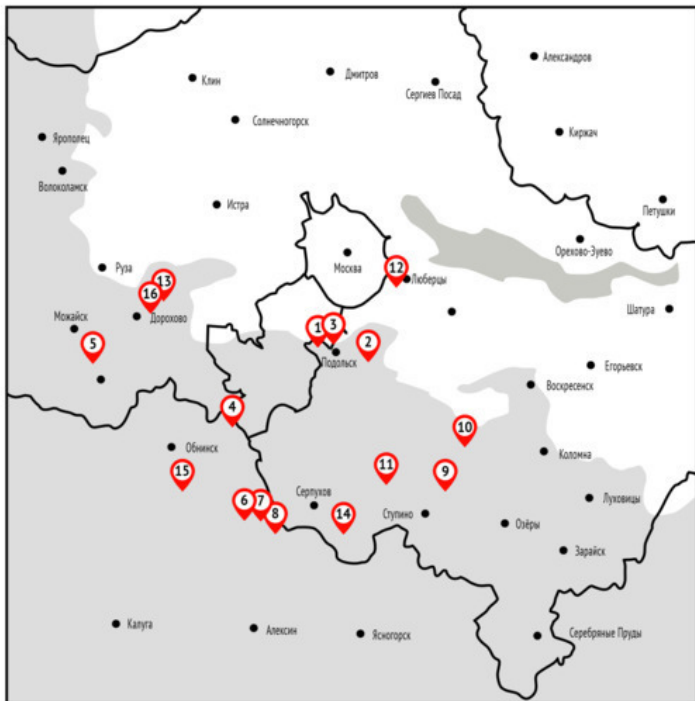 Александров
Клин
Дмитров
Сергиев Посад
Солнечногорск
Киржач
Ярополец
Волоколамск
Истра
Петушки
Москва
Орехово-Зуево
Руза
12
Люберцы
13
16
Шатура
Можайск
Дорохово
1
3
5
2
Подольск
Егорьевск
Воскресенск
4
10
Обнинск
Коломна
15
11
9
6
7
8
Серпухов
14
Ступино
Луховицы
Озёры
Зарайск
Калуга
Алексин
Ясногорск
Серебряные Пруды